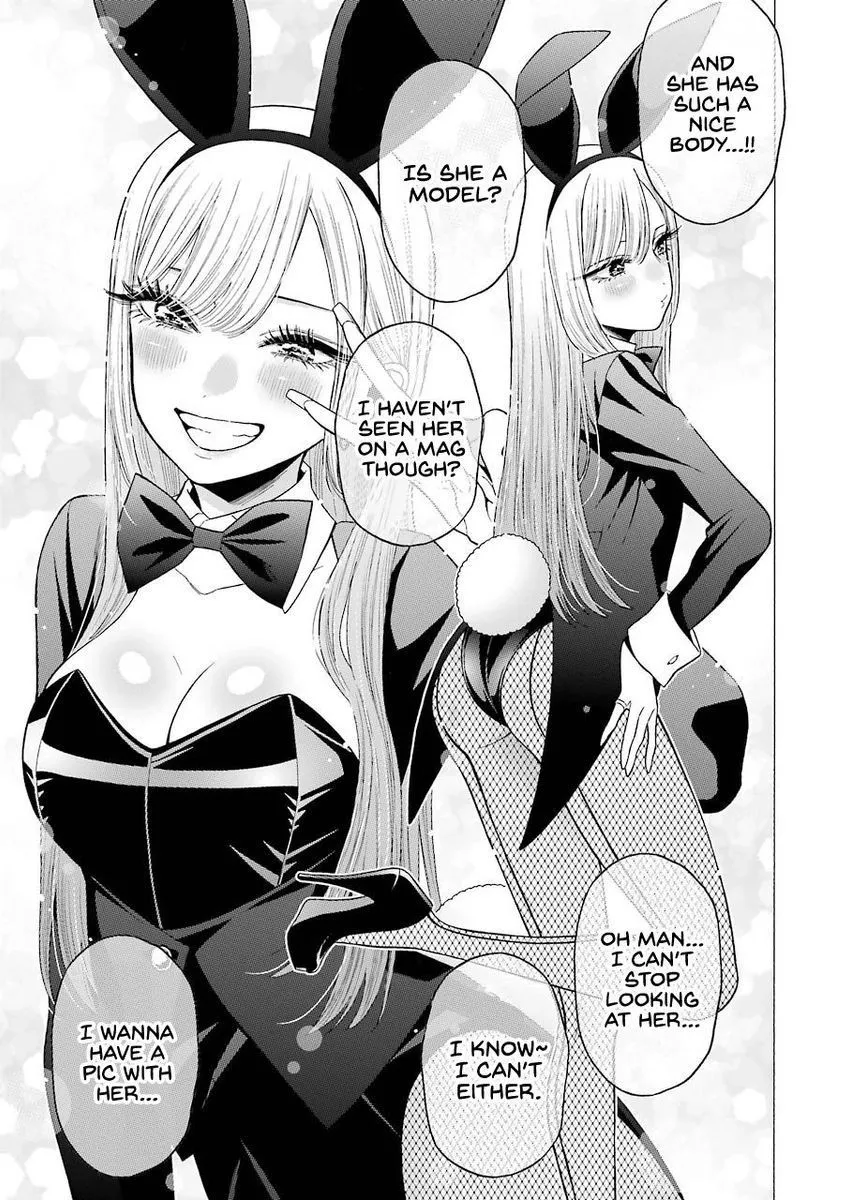 AND
SHE HAS
SUCH A
NICE
BODY...!!
IS SHE A
MODEL?
I HAVEN'T
SEEN HER
ON A MAG
THOUGH?
OH MAN...
I CAN'T
STOP
LOOKING
AT HER...
I KNOW~
I CAN'T
EITHER.
I WANNA
HAVE A
PIC WITH
HER...